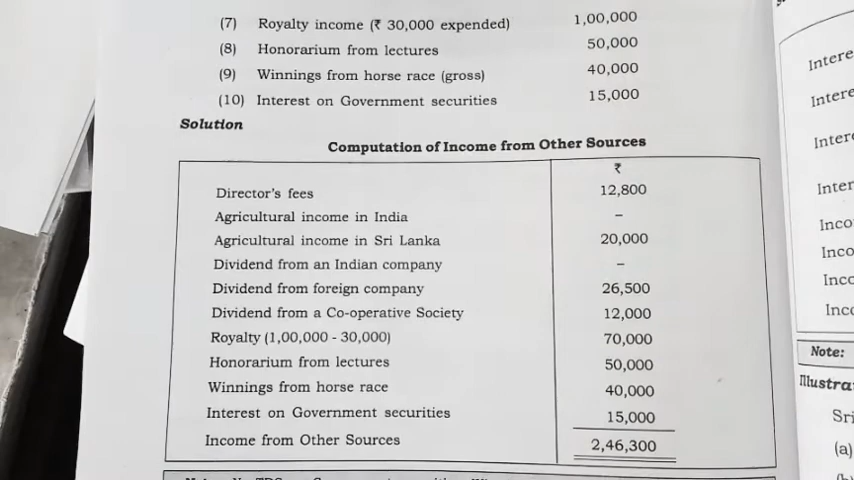 (7) Royalty income (₹ 30,000 expended) 1,00,000
(8) Honorarium from lectures 50,000
(9) Winnings from horse race (gross) 40,000
(10) Interest on Government securities 15,000
Solution
Computation of Income from Other Sources
₹
Director's fees 12,800
Agricultural income in India –
Agricultural income in Sri Lanka 20,000
Dividend from an Indian company –
Dividend from foreign company 26,500
Dividend from a Co-operative Society 12,000
Royalty (1,00,000 - 30,000) 70,000
Honorarium from lectures 50,000
Winnings from horse race 40,000
Interest on Government securities 15,000
Income from Other Sources 2,46,300
Intere
Intere
Inter
Inter
Inco
Inco
Inco
Inco
Note:
Illustra
Sri
(a)